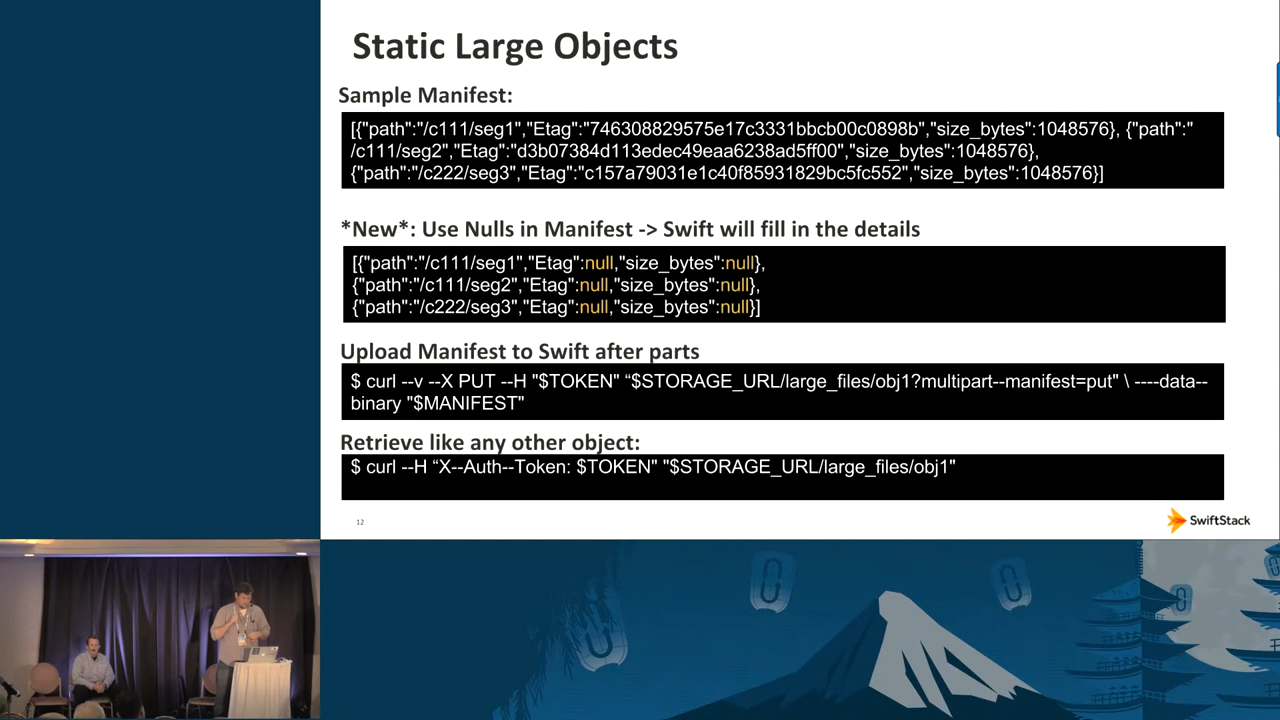 Static Large Objects
Sample Manifest:
[{"path":"/c111/seg1","Etag":"746308829575e17c3331bbcb00c0898b","size_bytes":1048576}, {"path":"
/c111/seg2","Etag":"d3b07384d113edec49eaa6238ad5ff00","size_bytes":1048576},
{"path":"/c222/seg3","Etag":"c157a79031e1c40f85931829bc5fc552","size_bytes":1048576}]
*New*: Use Nulls in Manifest -> Swift will fill in the details
[{"path":"/c111/seg1","Etag":null,"size_bytes":null},
{"path":"/c111/seg2","Etag":null,"size_bytes":null},
{"path":"/c222/seg3","Etag":null,"size_bytes":null}]
Upload Manifest to Swift after parts
$ curl --v --X PUT --H "$TOKEN" “$STORAGE_URL/large_files/obj1?multipart--manifest=put" \ ----data--
binary "$MANIFEST"
Retrieve like any other object:
$ curl --H “X--Auth--Token: $TOKEN" "$STORAGE_URL/large_files/obj1"
12
SwiftStack